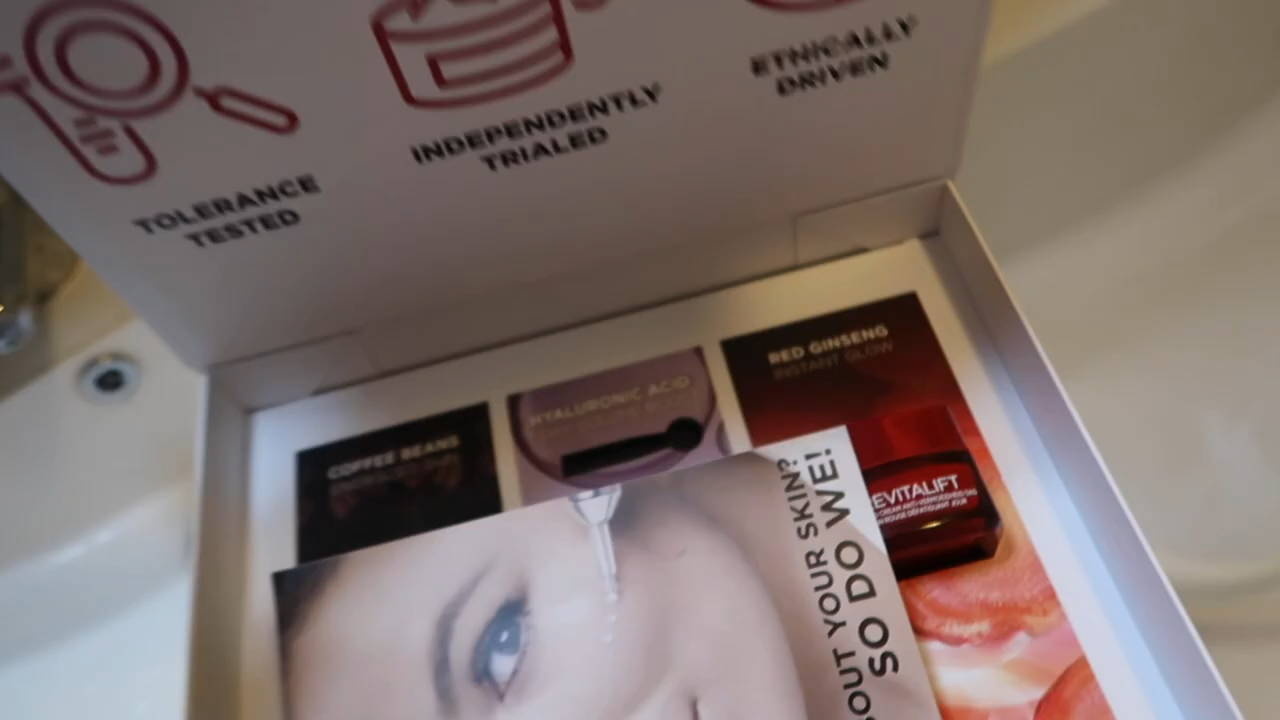 TOLERANCE
TESTED
INDEPENDENTLY
TRIALED
ETHICALLY
DRIVEN
COFFEE BEANS
HYALURONIC ACID
RED GINSENG
INSTANT GLOW
REVITALIFT
OUT YOUR SKIN?
SO DO WE!